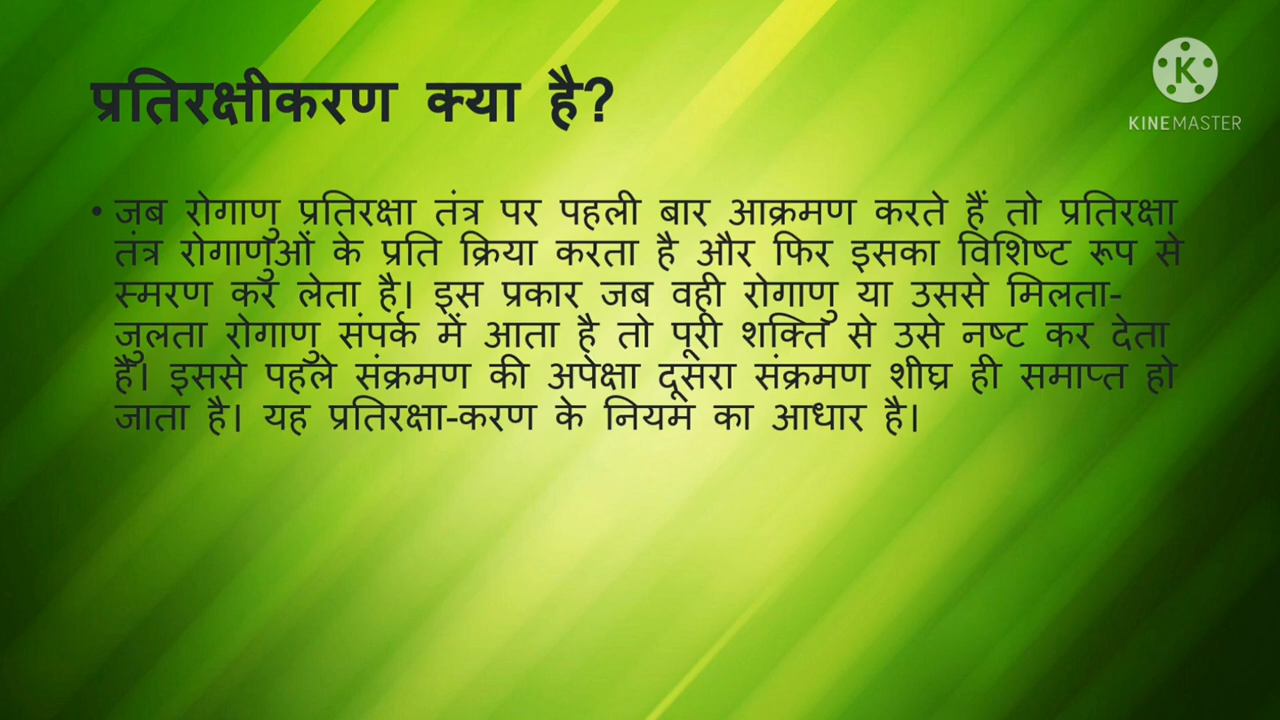 प्रतिरक्षीकरण क्या है?
K
KINEMASTER
• जब रोगाणु प्रतिरक्षा तंत्र पर पहली बार आक्रमण करते हैं तो प्रतिरक्षा
तंत्र रोगाणुओं के प्रति क्रिया करता है और फिर इसका विशिष्ट रूप से
स्मरण कर लेता है। इस प्रकार जब वही रोगाणु या उससे मिलता-
जुलता रोगाणु संपर्क में आता है तो पूरी शक्ति से उसे नष्ट कर देता
है। इससे पहले संक्रमण की अपेक्षा दूसरा संक्रमण शीघ्र ही समाप्त हो
जाता है। यह प्रतिरक्षा-करण के नियम का आधार है।